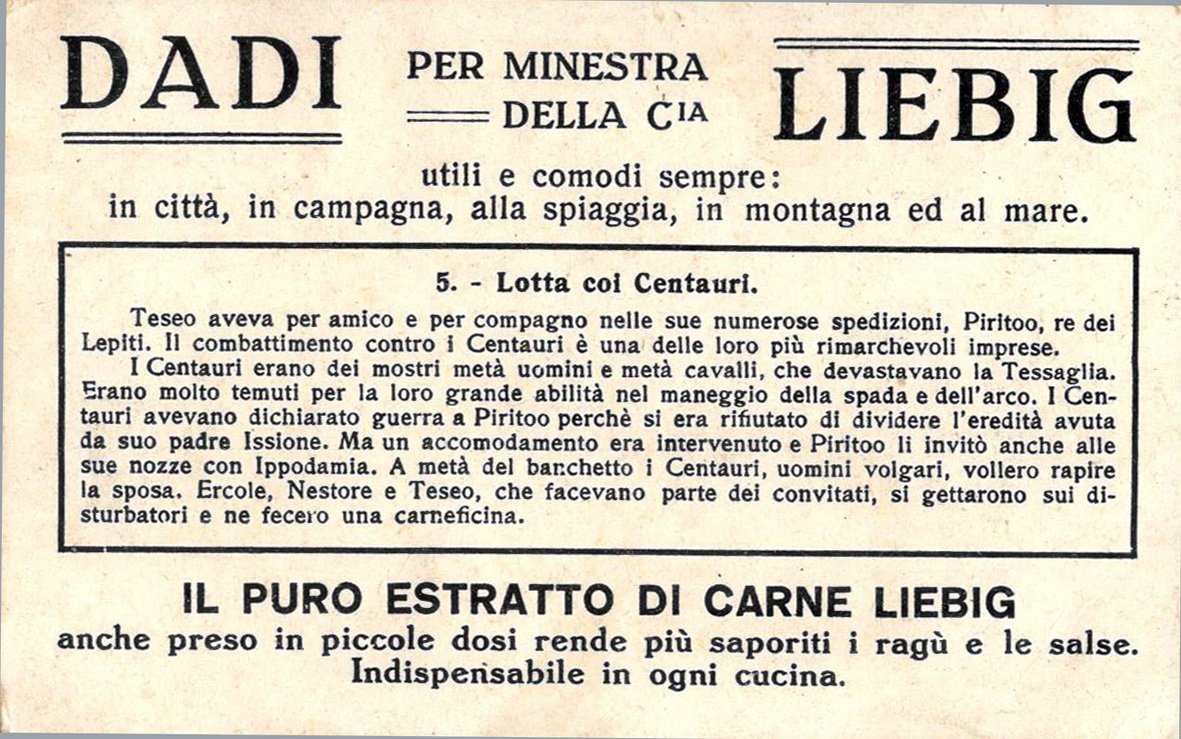 DADI PER MINESTRA DELLA CIA LIEBIG
utili e comodi sempre:
in città, in campagna, alla spiaggia, in montagna ed al mare.
5. - Lotta coi Centauri.
Teseo aveva per amico e per compagno nelle sue numerose spedizioni, Piritoo, re dei
Lepiti. Il combattimento contro i Centauri è una delle loro più rimarchevoli imprese.
I Centauri erano dei mostri metà uomini e metà cavalli, che devastavano la Tessaglia.
Erano molto temuti per la loro grande abilità nel maneggio della spada e dell'arco. I Cen-
tauri avevano dichiarato guerra a Piritoo perchè si era rifiutato di dividere l'eredità avuta
da suo padre Issione. Ma un accomodamento era intervenuto e Piritoo li invitò anche alle
sue nozze con Ippodamia. A metà del banchetto i Centauri, uomini volgari, vollero rapire
la sposa. Ercole, Nestore e Teseo, che facevano parte dei convitati, si gettarono sui di-
sturbatori e ne fecero una carneficina.
IL PURO ESTRATTO DI CARNE LIEBIG
anche preso in piccole dosi rende più saporiti i ragù e le salse.
Indispensabile in ogni cucina.